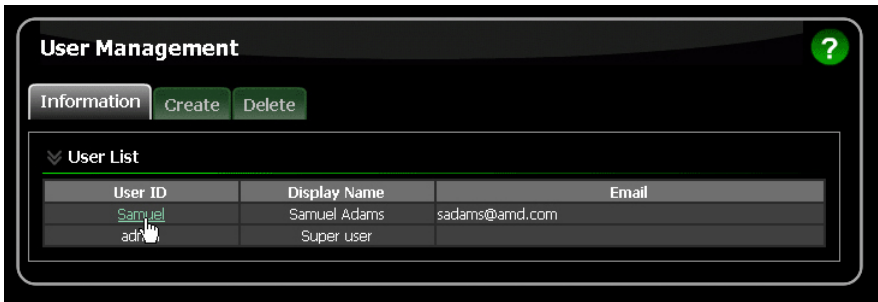 User Management
?
Information Create Delete
User List
User ID Display Name Email
Samuel Samuel Adams sadams@amd.com
Super user